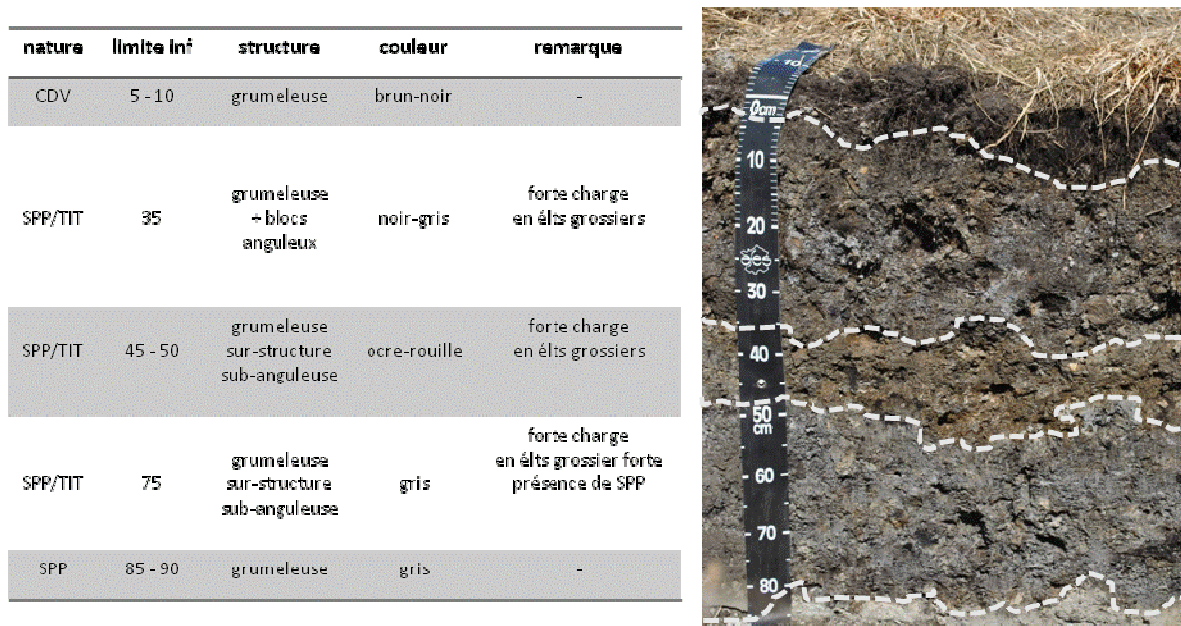 nature limite inf structure couleur remarque
CDV 5 - 10 grumeleuse brun-noir -
grumeleuse forte charge
SPP/TIT 35 + blocs noir-gris en élts grossiers
anguleux
grumeleuse forte charge
SPP/TIT 45 - 50 sur-structure ocre-rouille en élts grossiers
sub-anguleuse
forte charge
grumeleuse en élts grossier forte
SPP/TIT 75 sur-structure gris présence de SPP
sub-anguleuse
SPP 85 - 90 grumeleuse gris -
10
0cm
10
20
ges
30
40
50
cm
60
70
80